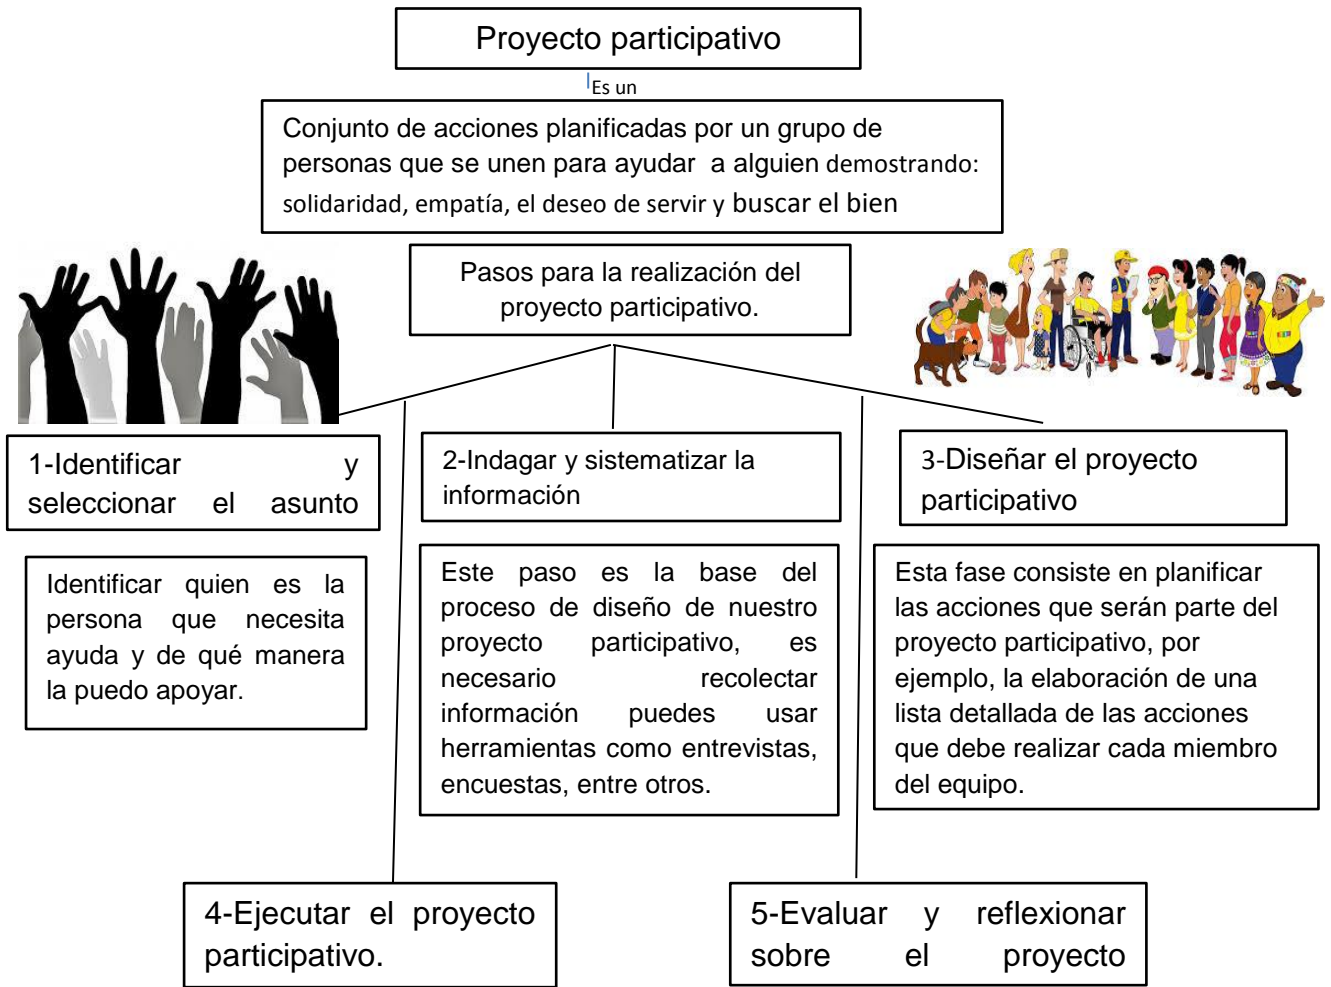 Proyecto participativo
Es un
Conjunto de acciones planificadas por un grupo de
personas que se unen para ayudar a alguien demostrando:
solidaridad, empatía, el deseo de servir y buscar el bien
Pasos para la realización del
proyecto participativo.
1-Identificar y
seleccionar el asunto
2-Indagar y sistematizar la
información
3-Diseñar el proyecto
participativo
Identificar quien es la
persona que necesita
ayuda y de qué manera
la puedo apoyar.
Este paso es la base del
proceso de diseño de nuestro
proyecto participativo, es
necesario recolectar
información puedes usar
herramientas como entrevistas,
encuestas, entre otros.
Esta fase consiste en planificar
las acciones que serán parte del
proyecto participativo, por
ejemplo, la elaboración de una
lista detallada de las acciones
que debe realizar cada miembro
del equipo.
4-Ejecutar el proyecto
participativo.
5-Evaluar y reflexionar
sobre el proyecto